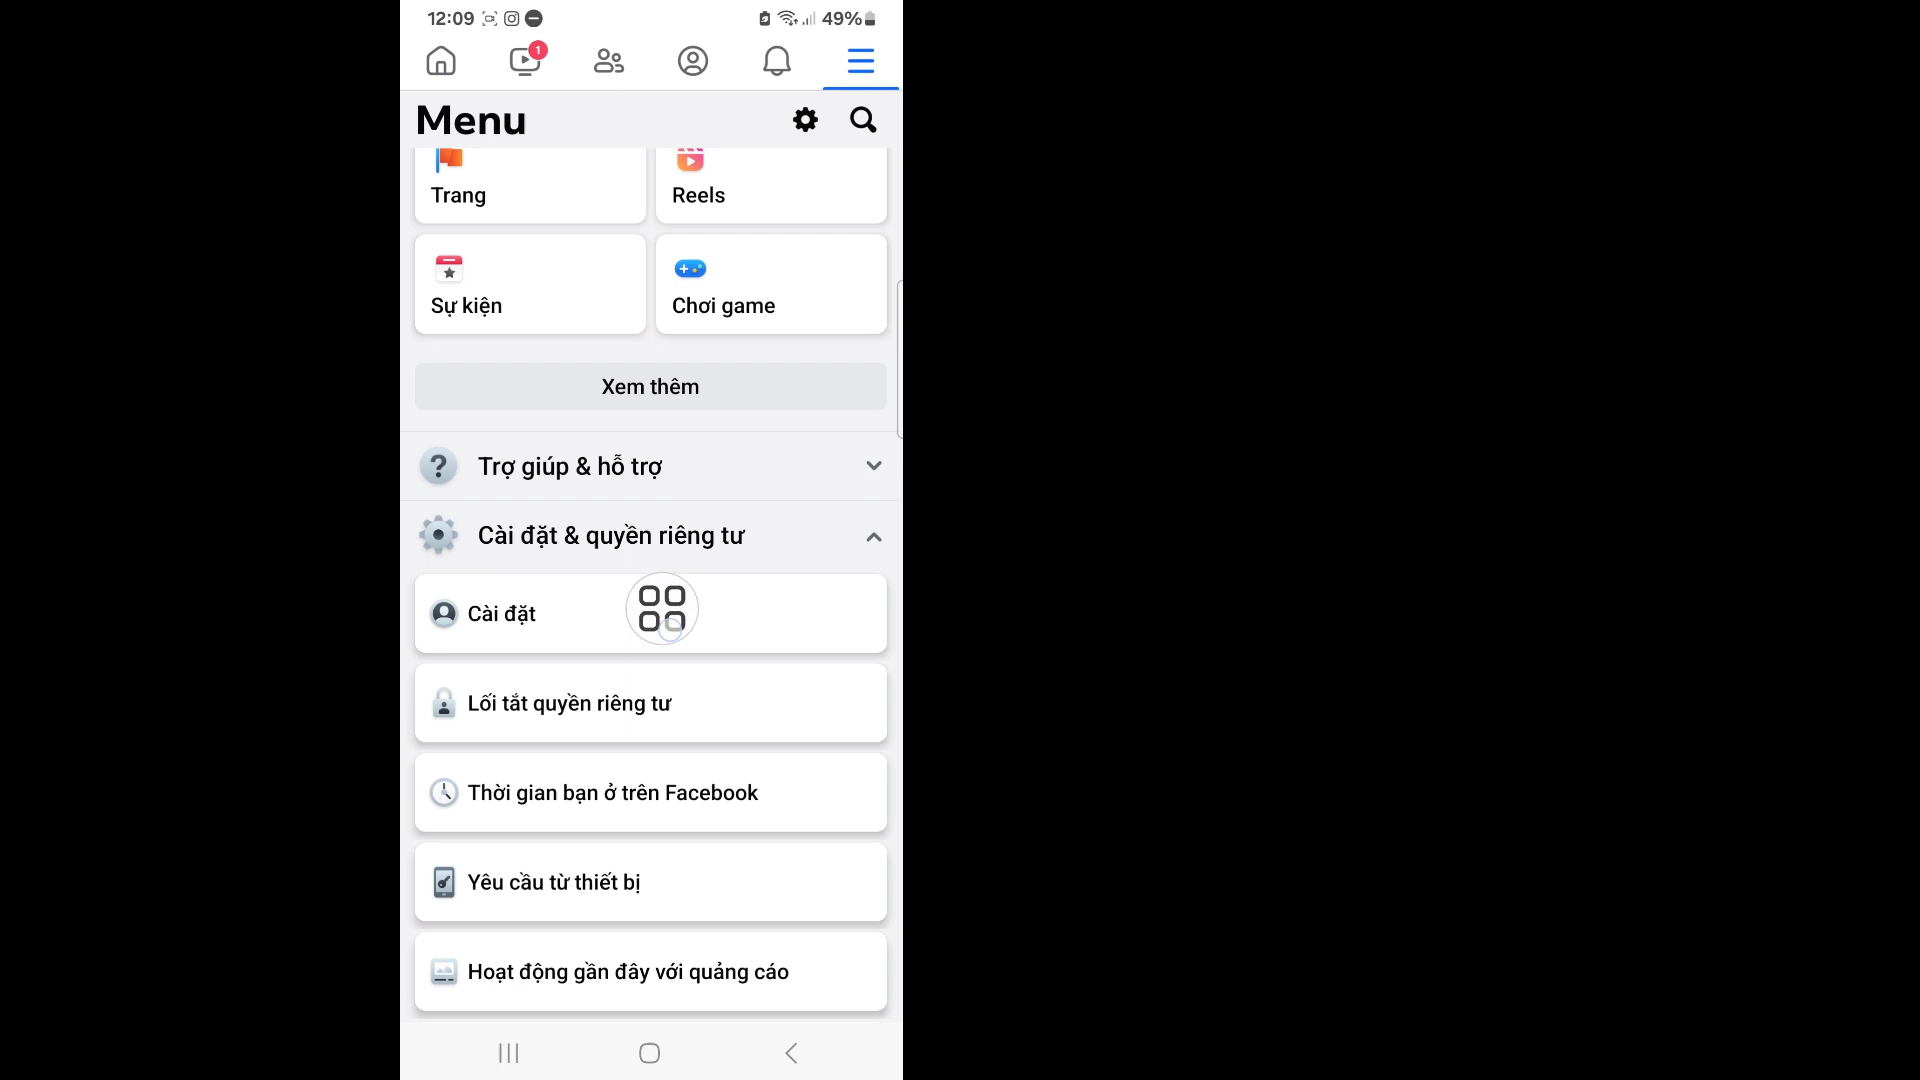 12:09 49%
1
Menu
Trang Reels
Sự kiện Chơi game
Xem thêm
Trợ giúp & hỗ trợ
Cài đặt & quyền riêng tư
Cài đặt
Lối tắt quyền riêng tư
Thời gian bạn ở trên Facebook
Yêu cầu từ thiết bị
Hoạt động gần đây với quảng cáo